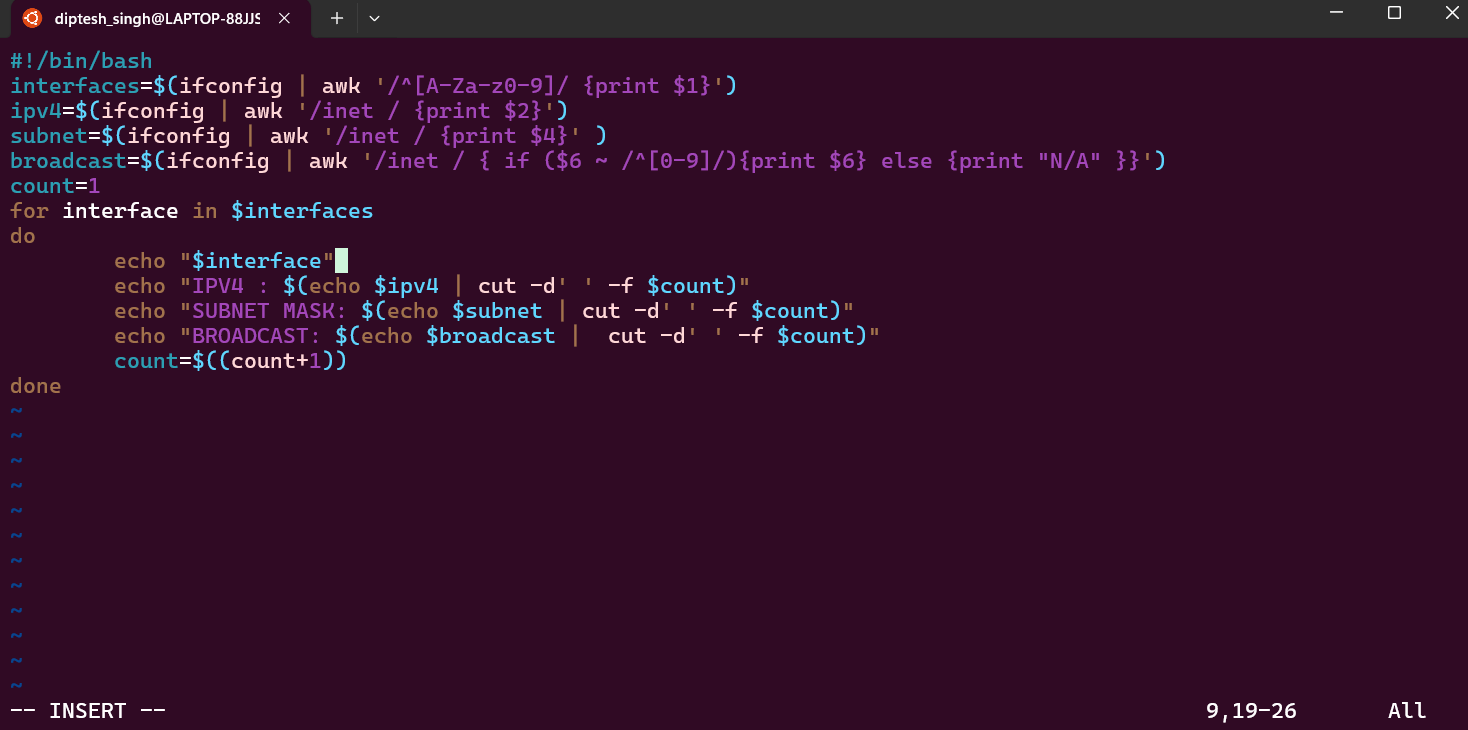 diptesh_singh@LAPTOP-88JJS
#!/bin/bash
interfaces=$(ifconfig | awk '/^[A-Za-z0-9]/ {print $1}')
ipv4=$(ifconfig | awk '/inet / {print $2}')
subnet=$(ifconfig | awk '/inet / {print $4}' )
broadcast=$(ifconfig | awk '/inet / { if ($6 ~ /^[0-9]/){print $6} else {print "N/A" }}')
count=1
for interface in $interfaces
do
        echo "$interface"
        echo "IPV4 : $(echo $ipv4 | cut -d' ' -f $count)"
        echo "SUBNET MASK: $(echo $subnet | cut -d' ' -f $count)"
        echo "BROADCAST: $(echo $broadcast |  cut -d' ' -f $count)"
        count=$((count+1))
done
~
~
~
~
~
~
~
~
~
~
~
~
-- INSERT -- 9,19-26 All